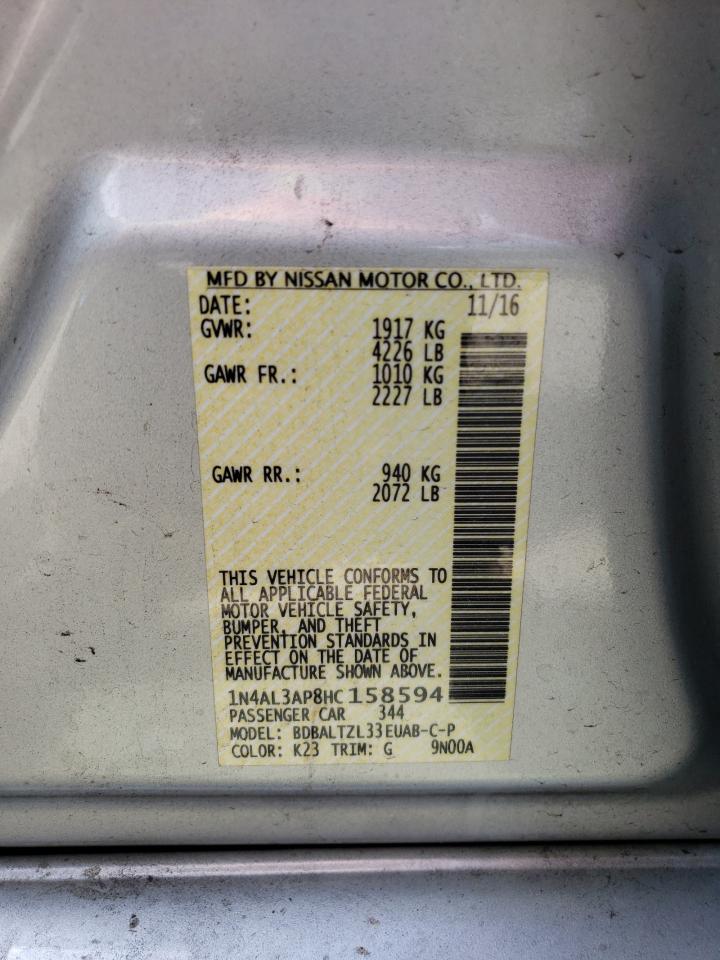 MFD BY NISSAN MOTOR CO., LTD.
DATE: 11/16
GVWR: 1917 KG
4226 LB
GAWR FR.: 1010 KG
2227 LB
GAWR RR.: 940 KG
2072 LB
THIS VEHICLE CONFORMS TO
ALL APPLICABLE FEDERAL
MOTOR VEHICLE SAFETY,
BUMPER, AND THEFT
PREVENTION STANDARDS IN
EFFECT ON THE DATE OF
MANUFACTURE SHOWN ABOVE.
1N4AL3AP8HC158594
PASSENGER CAR 344
MODEL: BDBALTZL33EUAB-C-P
COLOR: K23 TRIM: G 9N00A